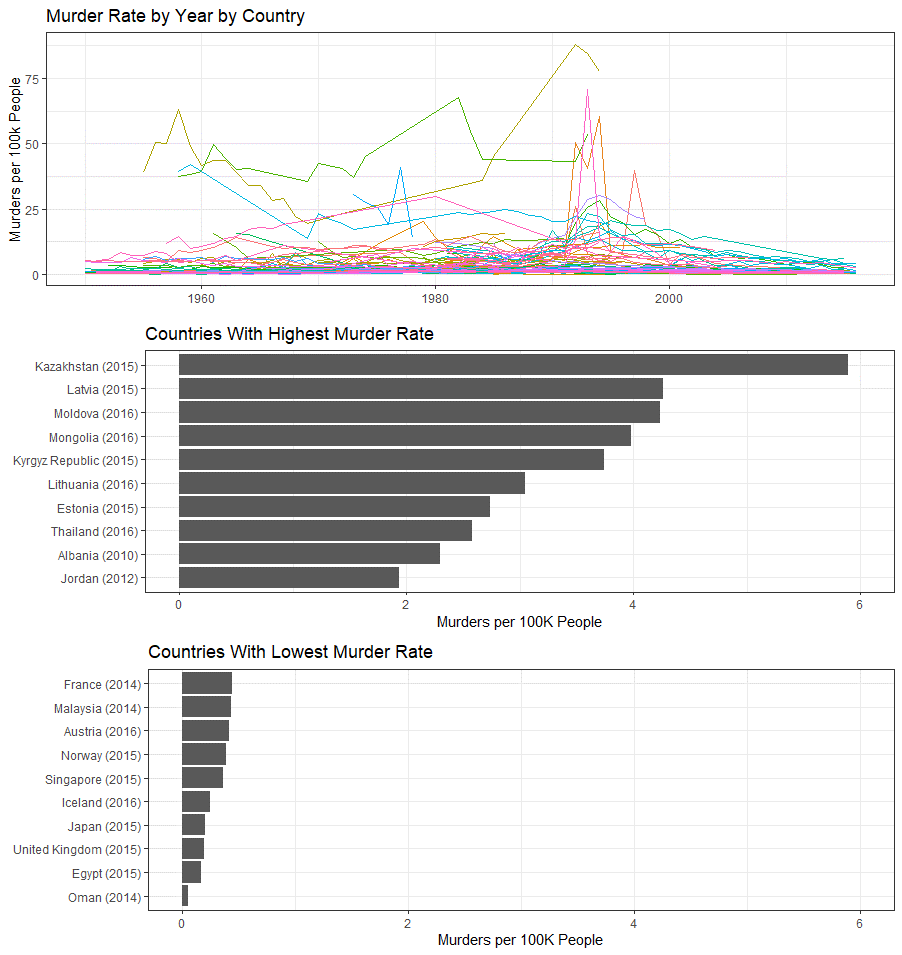 Murder Rate by Year by Country
Murders per 100k People
75
50
25
0
1960
1980
2000
Countries With Highest Murder Rate
Kazakhstan (2015)
Latvia (2015)
Moldova (2016)
Mongolia (2016)
Kyrgyz Republic (2015)
Lithuania (2016)
Estonia (2015)
Thailand (2016)
Albania (2010)
Jordan (2012)
0
2
4
6
Murders per 100K People
Countries With Lowest Murder Rate
France (2014)
Malaysia (2014)
Austria (2016)
Norway (2015)
Singapore (2015)
Iceland (2016)
Japan (2015)
United Kingdom (2015)
Egypt (2015)
Oman (2014)
0
2
4
6
Murders per 100K People